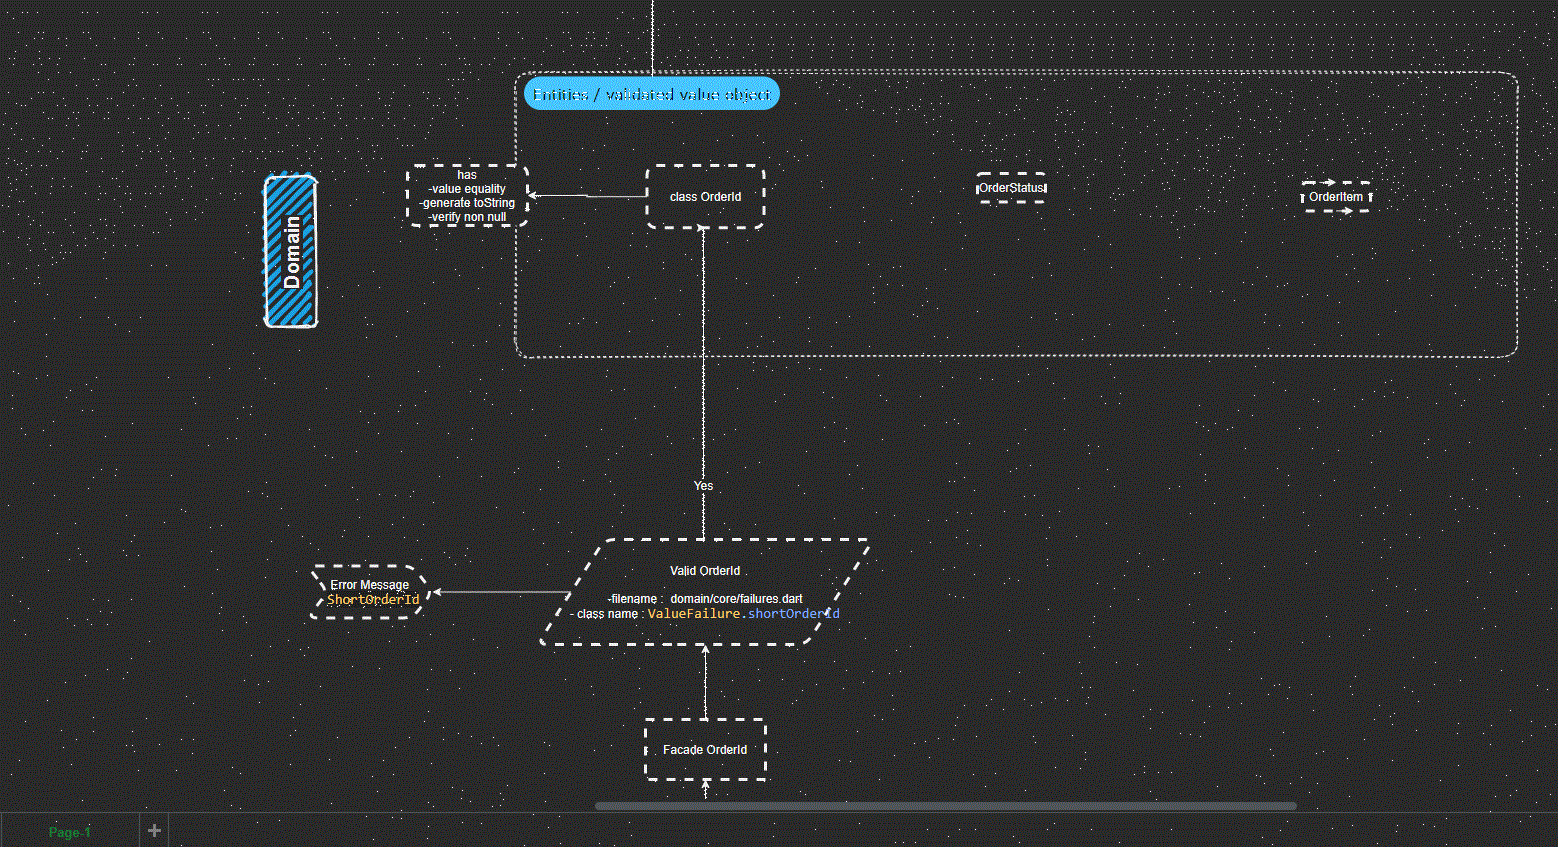 Entities / validated value object
has
-value equality
-generate toString
-verify non null
class OrderId
OrderStatus
OrderItem
Domain
Yes
Valid OrderId
-filename : domain/core/failures.dart
- class name : ValueFailure.shortOrderId
Error Message
ShortOrderId
Facade OrderId
Page-1